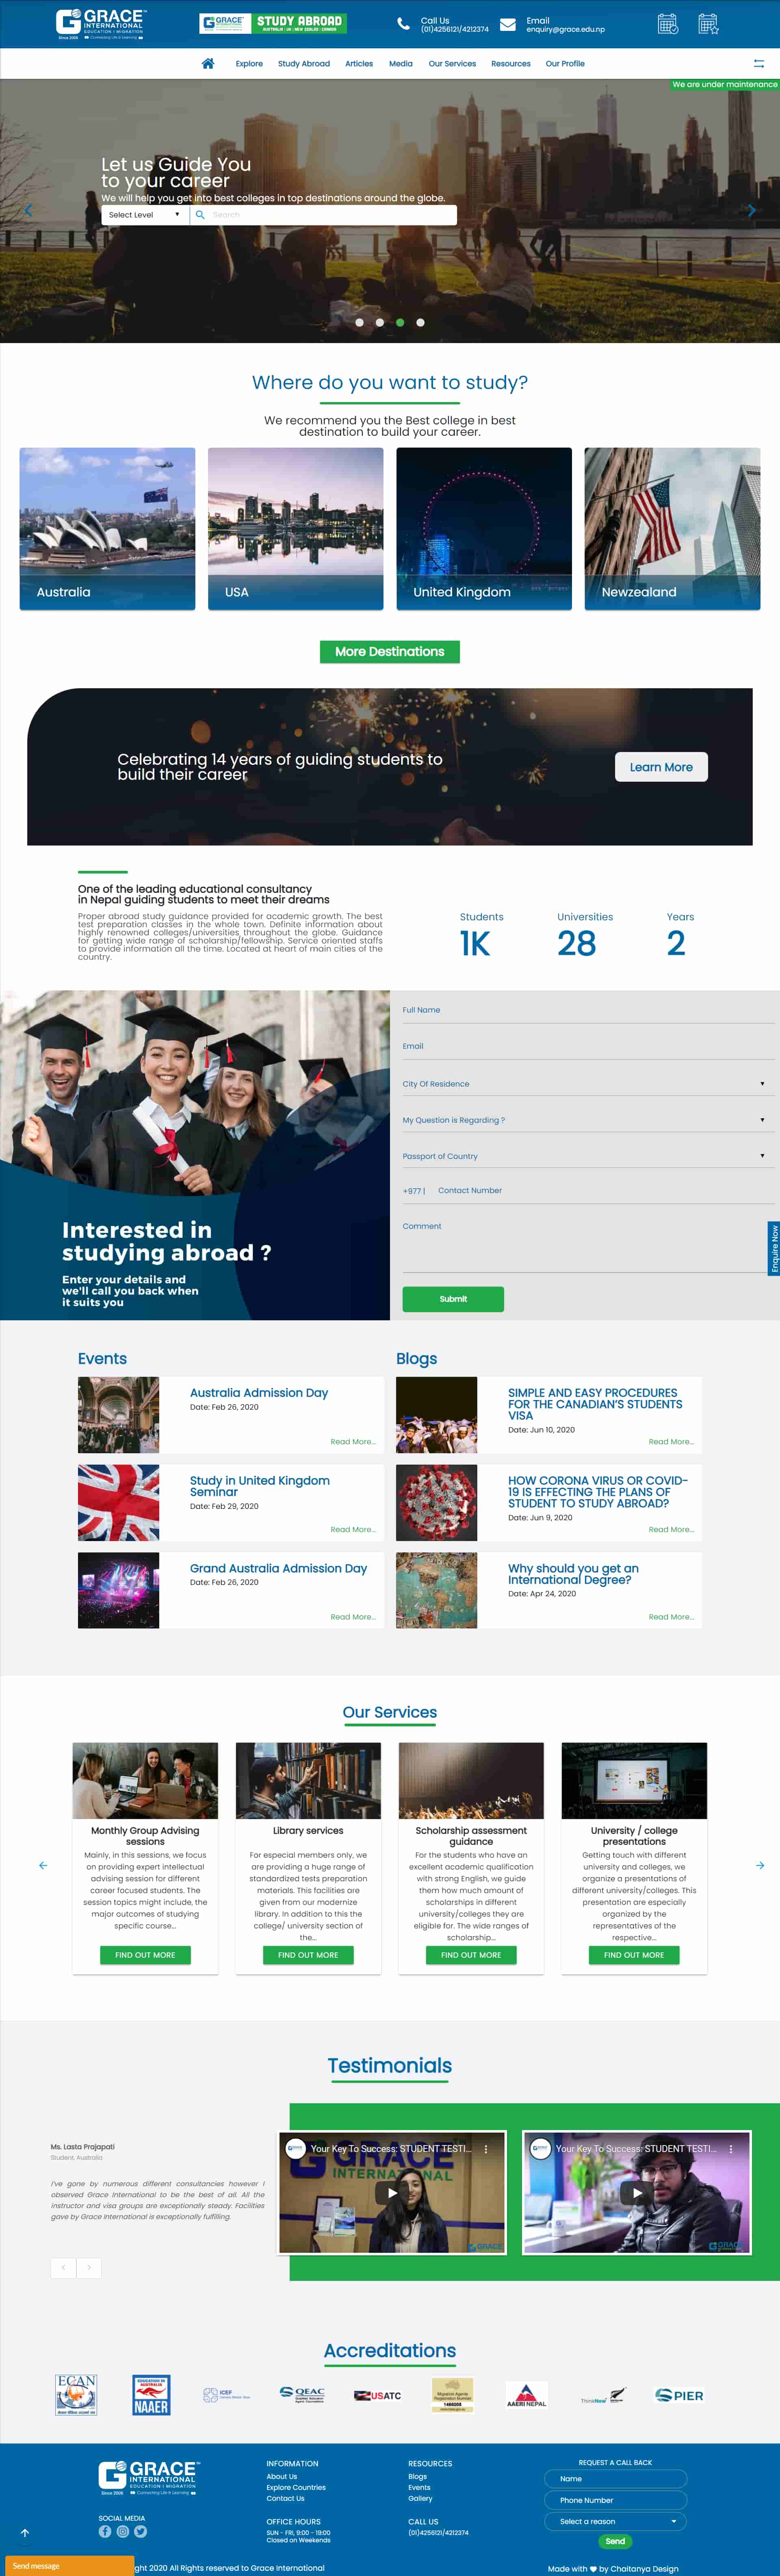 GRACE
INTERNATIONAL
EDUCATION | MIGRATION
Since 2006
Connecting Life & Learning
GRACE
STUDY ABROAD
AUSTRALIA | UK | NEW ZEALAND | CANADA
Call Us
(01)4256121/4212374
Email
enquiry@grace.edu.np
Explore
Study Abroad
Articles
Media
Our Services
Resources
Our Profile
We are under maintenance
Let us Guide You
to your career
We will help you get into best colleges in top destinations around the globe.
Select Level
Search
Where do you want to study?
We recommend you the Best college in best
destination to build your career.
Australia
USA
United Kingdom
Newzealand
More Destinations
Celebrating 14 years of guiding students to
build their career
Learn More
One of the leading educational consultancy
in Nepal guiding students to meet their dreams
Proper abroad study guidance provided for academic growth. The best
test preparation classes in the whole town. Definite information about
highly renowned colleges/universities throughout the globe. Guidance
for getting wide range of scholarship/fellowship. Service oriented staffs
to provide information all the time. Located at heart of main cities of the
country.
Students
1K
Universities
28
Years
2
Interested in
studying abroad ?
Enter your details and
we'll call you back when
it suits you
Full Name
Email
City Of Residence
My Question is Regarding ?
Passport of Country
+977 |
Contact Number
Comment
Submit
Enquire Now
Events
Australia Admission Day
Date: Feb 26, 2020
Read More...
Study in United Kingdom
Seminar
Date: Feb 29, 2020
Read More...
Grand Australia Admission Day
Date: Feb 26, 2020
Read More...
Blogs
SIMPLE AND EASY PROCEDURES
FOR THE CANADIAN'S STUDENTS
VISA
Date: Jun 10, 2020
Read More...
HOW CORONA VIRUS OR COVID-
19 IS EFFECTING THE PLANS OF
STUDENT TO STUDY ABROAD?
Date: Jun 9, 2020
Read More...
Why should you get an
International Degree?
Date: Apr 24, 2020
Read More...
Our Services
Monthly Group Advising
sessions
Mainly, in this sessions, we focus
on providing expert intellectual
advising session for different
career focused students. The
session topics might include, the
major outcomes of studying
specific course...
FIND OUT MORE
Library services
For especial members only, we
are providing a huge range of
standardized tests preparation
materials. This facilities are
given from our modernize
library. In addition to this the
college/ university section of
the...
FIND OUT MORE
Scholarship assessment
guidance
For the students who have an
excellent academic qualification
with strong English, we guide
them how much amount of
scholarships in different
university/colleges they are
eligible for. The wide ranges of
scholarship...
FIND OUT MORE
University / college
presentations
Getting touch with different
university and colleges, we
organize a presentations of
different university/colleges. This
presentation are especially
organized by the
representatives of the
respective...
FIND OUT MORE
Testimonials
Ms. Lasta Prajapati
Student, Australia
I've gone by numerous different consultancies however I
observed Grace International to be the best of all. All the
instructor and visa groups are exceptionally steady. Facilities
gave by Grace International is exceptionally fulfilling.
Your Key To Success: STUDENT TESTI...
GRACE
INTERNATIONAL
GRACE
Your Key To Success: STUDENT TESTI...
GRACE
Accreditations
ECAN
EDUCATION IN
AUSTRALIA
NAAER
ICEF
QEAC
USATC
Migration Agents
Registration Number
AAERI NEPAL
ThinkNew
PIER
GRACE
INTERNATIONAL
EDUCATION | MIGRATION
Since 2006
Connecting Life & Learning
SOCIAL MEDIA
INFORMATION
About Us
Explore Countries
Contact Us
OFFICE HOURS
SUN - FRI, 9:00 - 19:00
Closed on Weekends
RESOURCES
Blogs
Events
Gallery
CALL US
(01)4256121/4212374
REQUEST A CALL BACK
Name
Phone Number
Select a reason
Send
Send message
ght 2020 All Rights reserved to Grace International
Made with ♥ by Chaitanya Design